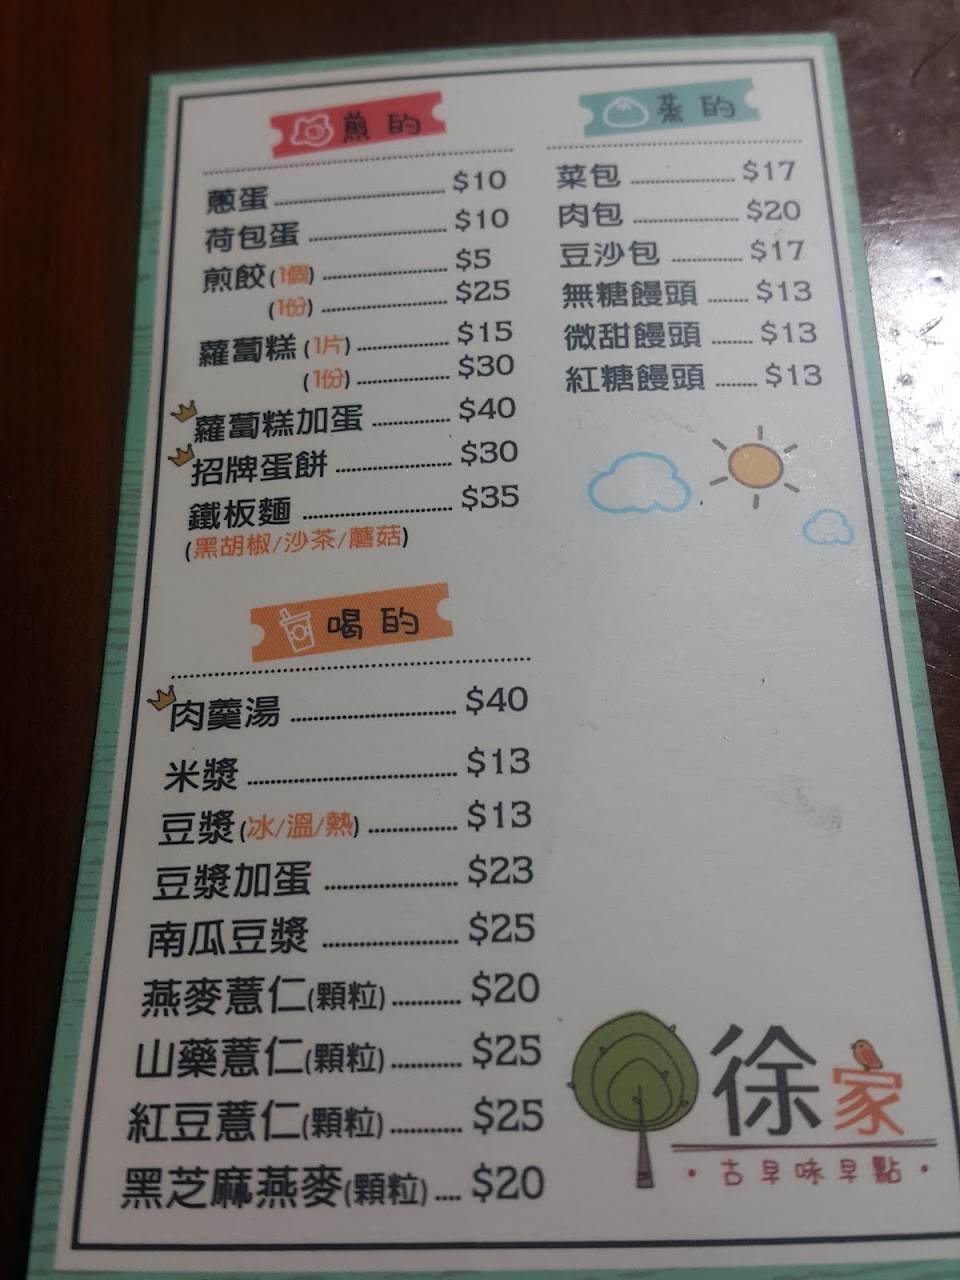 煎的
蔥蛋 $10
荷包蛋 $10
煎餃(1個) $5
(1份) $25
蘿蔔糕(1片) $15
(1份) $30
蘿蔔糕加蛋 $40
招牌蛋餅 $30
鐵板麵 $35
(黑胡椒/沙茶/蘑菇)
蒸的
菜包 $17
肉包 $20
豆沙包 $17
無糖饅頭 $13
微甜饅頭 $13
紅糖饅頭 $13
喝的
肉羹湯 $40
米漿 $13
豆漿(冰/溫/熱) $13
豆漿加蛋 $23
南瓜豆漿 $25
燕麥薏仁(顆粒) $20
山藥薏仁(顆粒) $25
紅豆薏仁(顆粒) $25
黑芝麻燕麥(顆粒) $20
徐家
·古早味早點·